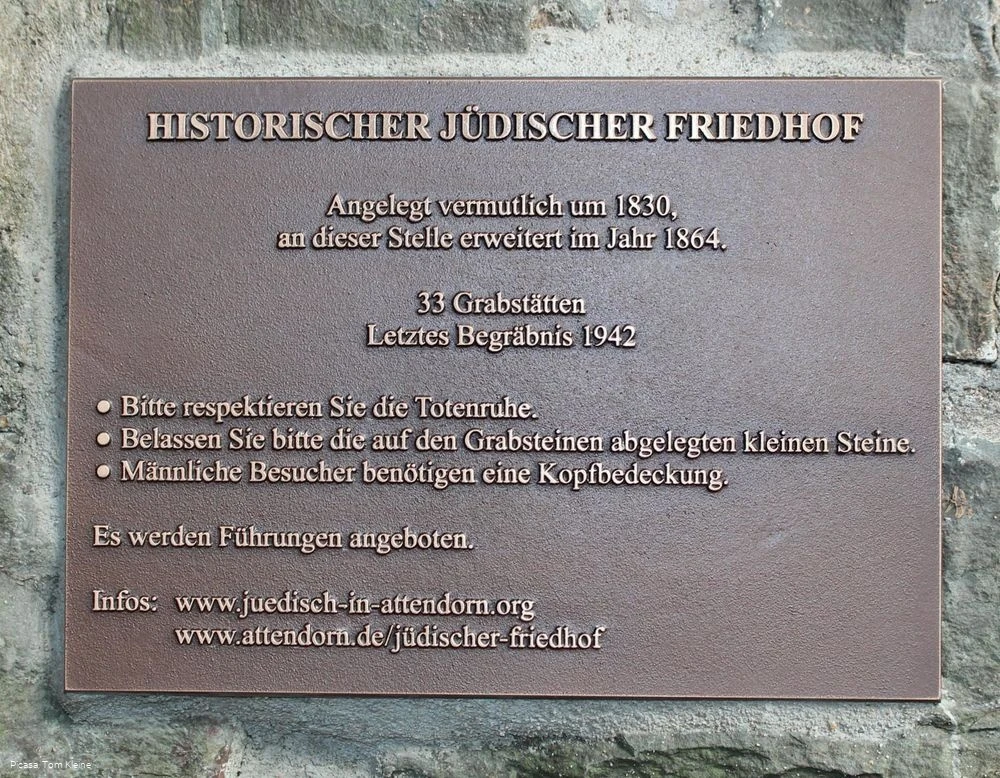 HISTORISCHER JÜDISCHER FRIEDHOF
Angelegt vermutlich um 1830,
an dieser Stelle erweitert im Jahr 1864.
33 Grabstätten
Letztes Begräbnis 1942
● Bitte respektieren Sie die Totenruhe.
● Belassen Sie bitte die auf den Grabsteinen abgelegten kleinen Steine.
● Männliche Besucher benötigen eine Kopfbedeckung.
Es werden Führungen angeboten.
Infos: www.juedisch-in-attendorn.org
www.attendorn.de/jüdischer-friedhof
Picasa Tom Kleine